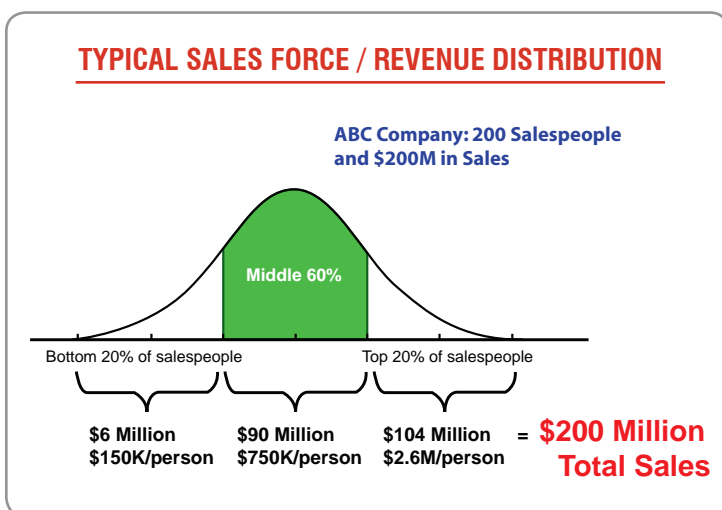 TYPICAL SALES FORCE / REVENUE DISTRIBUTION
ABC Company: 200 Salespeople
and $200M in Sales
Middle 60%
Bottom 20% of salespeople
Top 20% of salespeople
$6 Million
$150K/person
$90 Million
$750K/person
$104 Million
$2.6M/person
= $200 Million
Total Sales